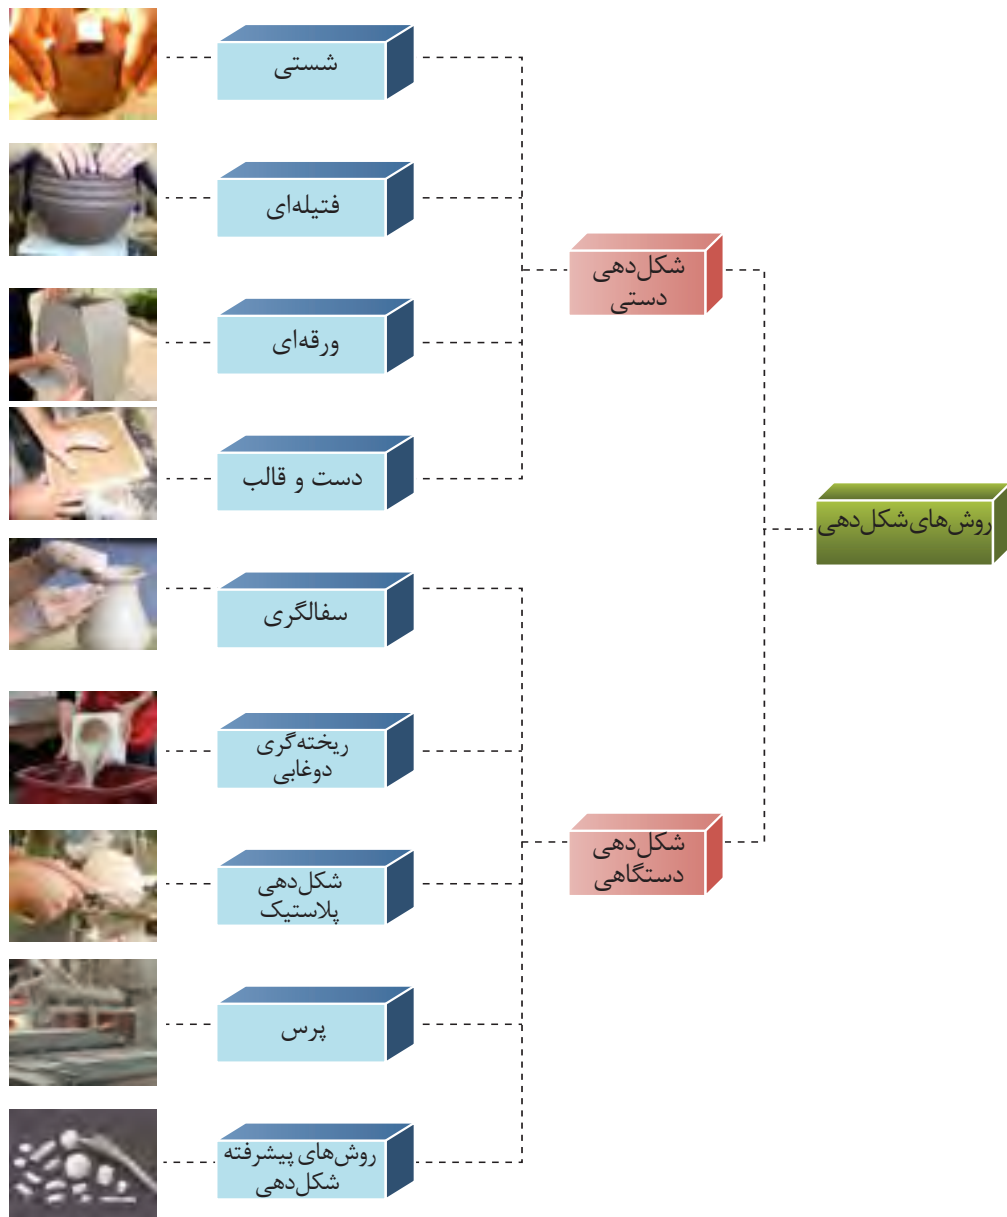 روش‌های شکل‌دهی
شکل‌دهی
دستی
شستی
فتیله‌ای
ورقه‌ای
دست و قالب
شکل‌دهی
دستگاهی
سفالگری
ریخته‌گری
دوغابی
شکل‌دهی
پلاستیک
پرس
روش‌های پیشرفته
شکل‌دهی